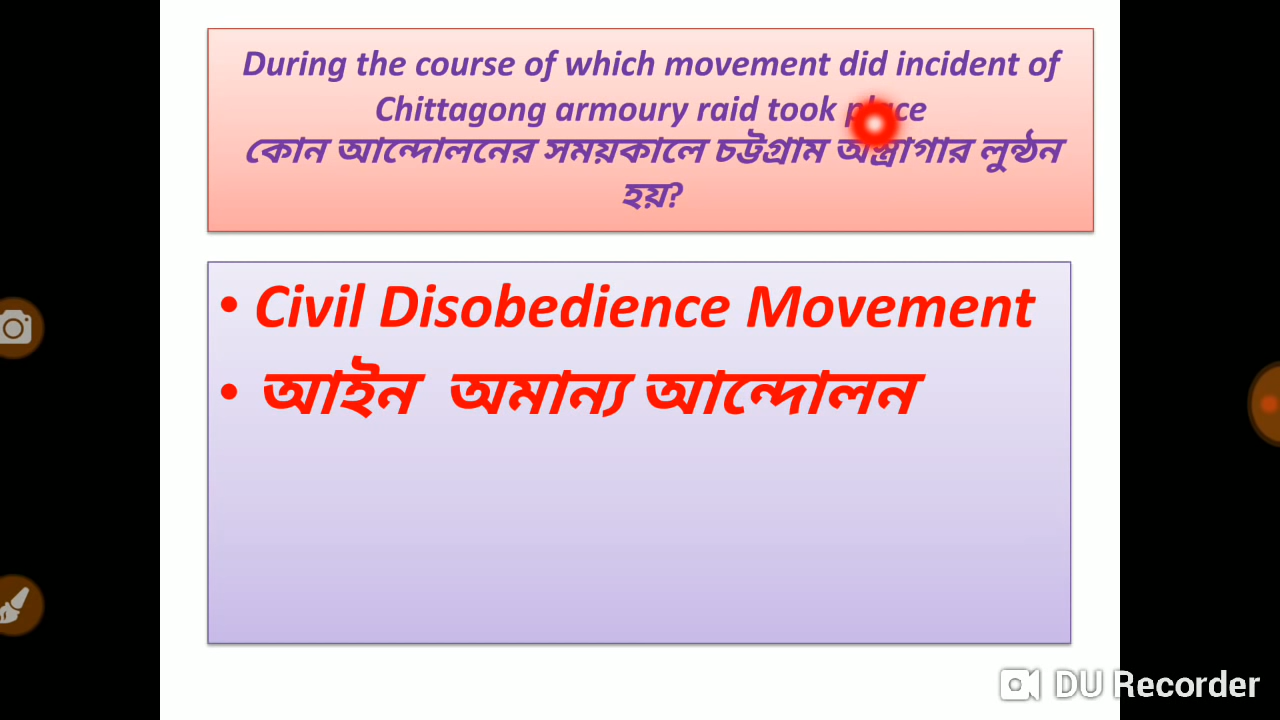 During the course of which movement did incident of
Chittagong armoury raid took place
কোন আন্দোলনের সময়কালে চট্টগ্রাম অস্ত্রাগার লুন্ঠন
হয়?
• Civil Disobedience Movement
• আইন অমান্য আন্দোলন
DU Recorder